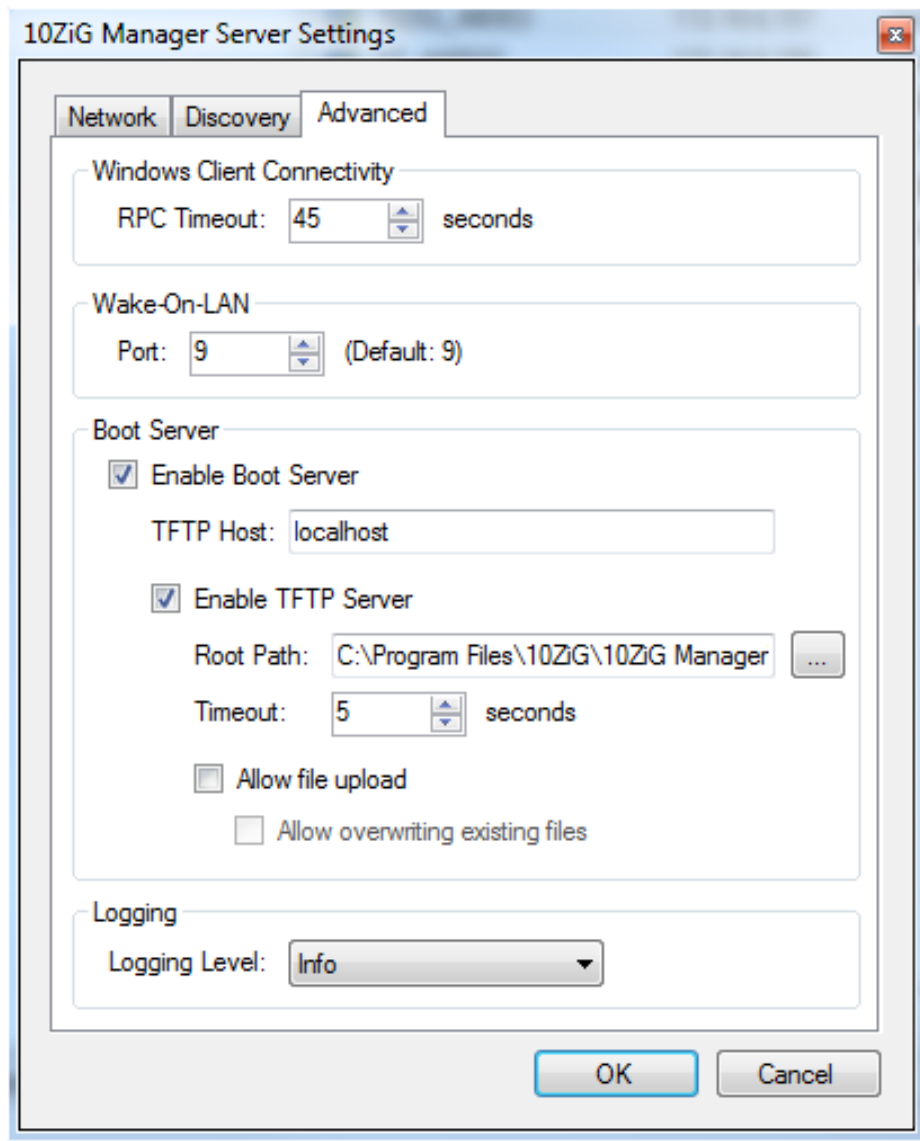 10ZiG Manager Server Settings
Network Discovery Advanced
Windows Client Connectivity
RPC Timeout: 45 seconds
Wake-On-LAN
Port: 9 (Default: 9)
Boot Server
Enable Boot Server
TFTP Host: localhost
Enable TFTP Server
Root Path: C:\Program Files\10ZiG\10ZiG Manager ...
Timeout: 5 seconds
Allow file upload
Allow overwriting existing files
Logging
Logging Level: Info
OK Cancel